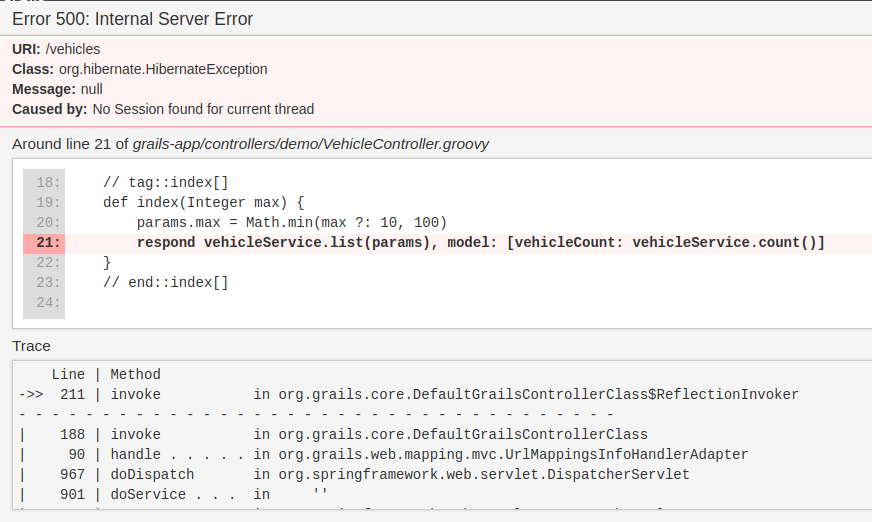 Error 500: Internal Server Error
URI: /vehicles
Class: org.hibernate.HibernateException
Message: null
Caused by: No Session found for current thread
Around line 21 of grails-app/controllers/demo/VehicleController.groovy
18:     // tag::index[]
19:     def index(Integer max) {
20:         params.max = Math.min(max ?: 10, 100)
21:         respond vehicleService.list(params), model: [vehicleCount: vehicleService.count()]
22:     }
23:     // end::index[]
24:
Trace
    Line | Method
->>  211 | invoke           in org.grails.core.DefaultGrailsControllerClass$ReflectionInvoker
- - - - - - - - - - - - - - - - - - - - - - - - - - - - - - - - - - - -
|    188 | invoke           in org.grails.core.DefaultGrailsControllerClass
|     90 | handle . . . . . in org.grails.web.mapping.mvc.UrlMappingsInfoHandlerAdapter
|    967 | doDispatch       in org.springframework.web.servlet.DispatcherServlet
|    901 | doService . . .  in     ''